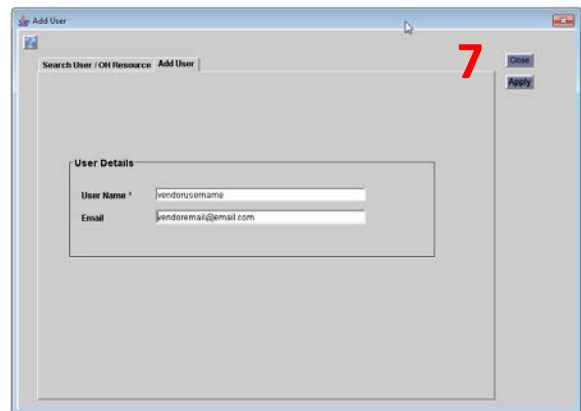 Add User
7
Close
Search User / OH Resource Add User
Apply
User Details
User Name * vendorusername
Email vendoremail@email.com